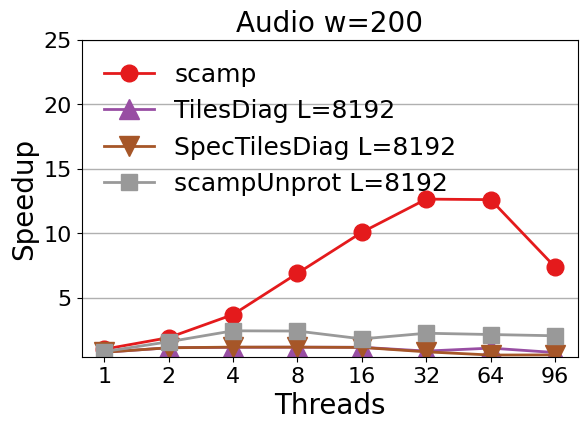 Audio w=200
25
20
15
10
5
Speedup
scamp
TilesDiag L=8192
SpecTilesDiag L=8192
scampUnprot L=8192
1 2 4 8 16 32 64 96
Threads